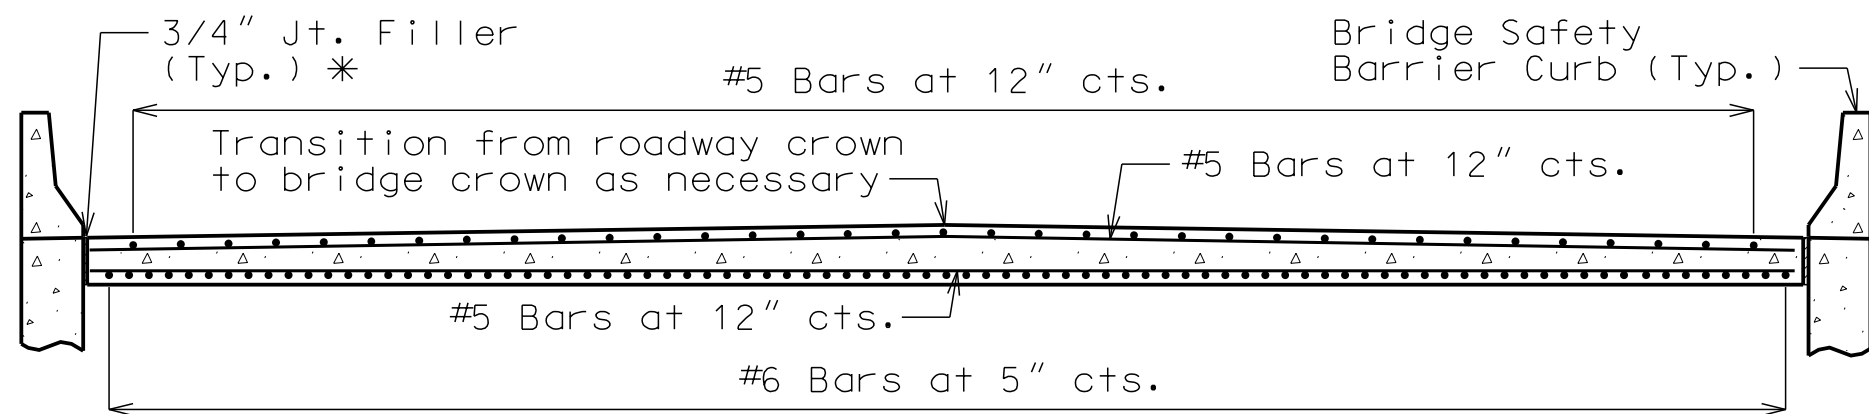 3/4" Jt. Filler
(Typ.) *
#5 Bars at 12" cts.
Bridge Safety
Barrier Curb (Typ.)
Transition from roadway crown
to bridge crown as necessary
#5 Bars at 12" cts.
#5 Bars at 12" cts.
#6 Bars at 5" cts.